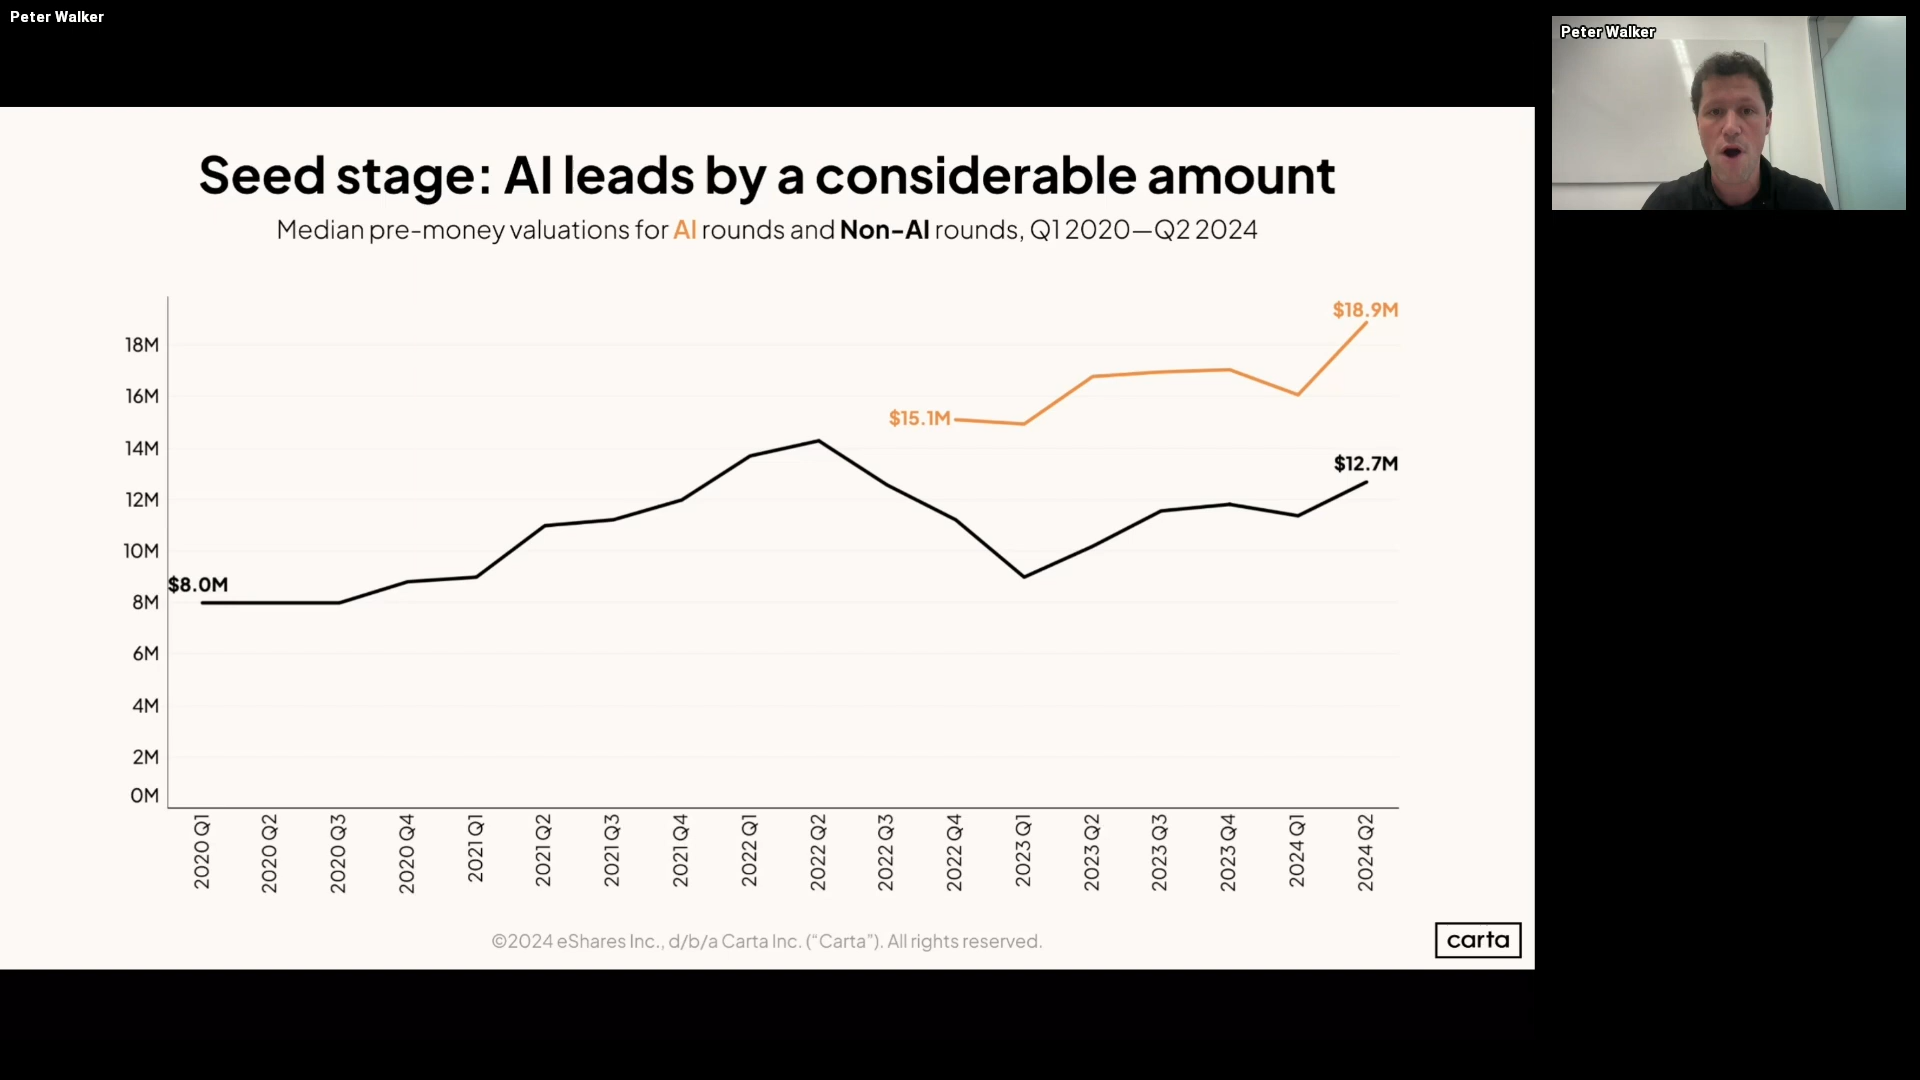 Peter Walker
Peter Walker
Seed stage: AI leads by a considerable amount
Median pre-money valuations for AI rounds and Non-AI rounds, Q1 2020—Q2 2024
$18.9M
18M
16M
$15.1M
14M
$12.7M
12M
10M
$8.0M
8M
6M
4M
2M
0M
2020 Q1
2020 Q2
2020 Q3
2020 Q4
2021 Q1
2021 Q2
2021 Q3
2021 Q4
2022 Q1
2022 Q2
2022 Q3
2022 Q4
2023 Q1
2023 Q2
2023 Q3
2023 Q4
2024 Q1
2024 Q2
©2024 eShares Inc., d/b/a Carta Inc. (“Carta”). All rights reserved.
carta